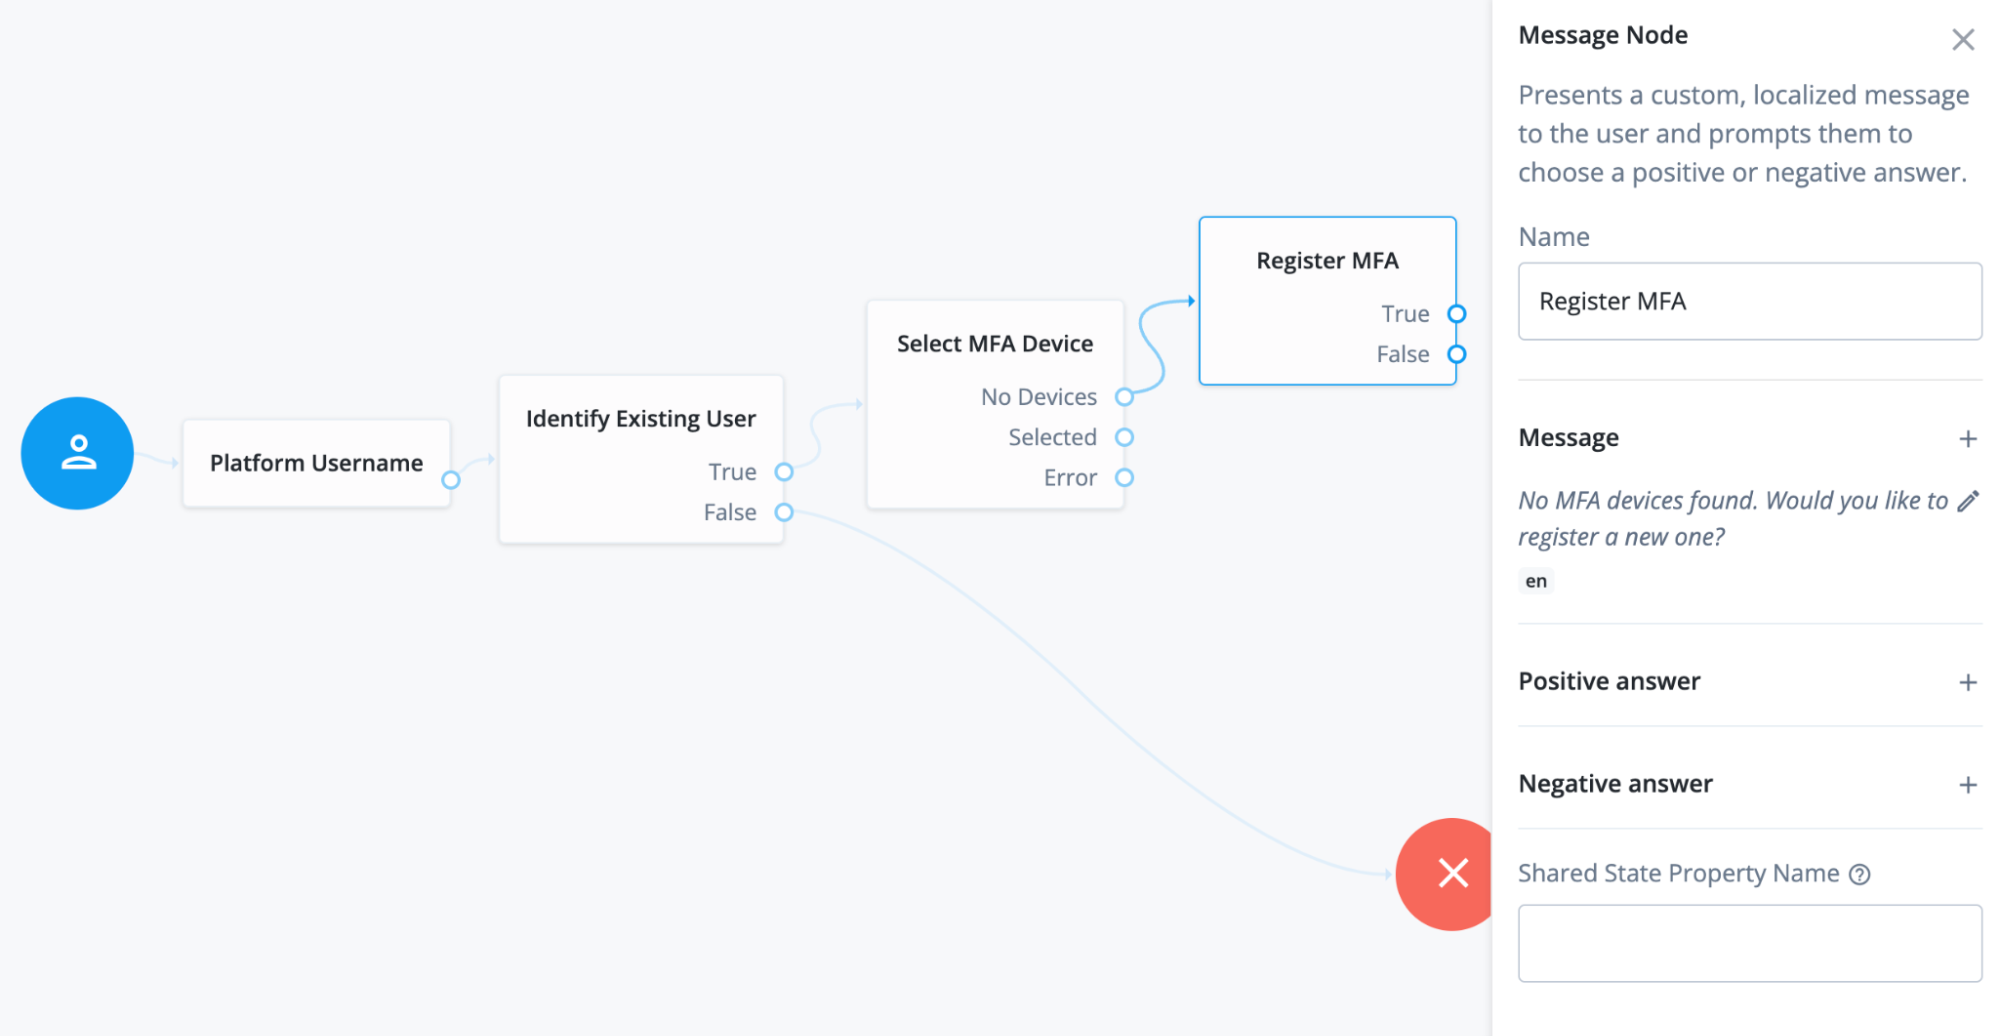 Platform Username
Identify Existing User
True
False
Select MFA Device
No Devices
Selected
Error
Register MFA
True
False
Message Node
Presents a custom, localized message
to the user and prompts them to
choose a positive or negative answer.
Name
Register MFA
Message
No MFA devices found. Would you like to
register a new one?
en
Positive answer
Negative answer
Shared State Property Name